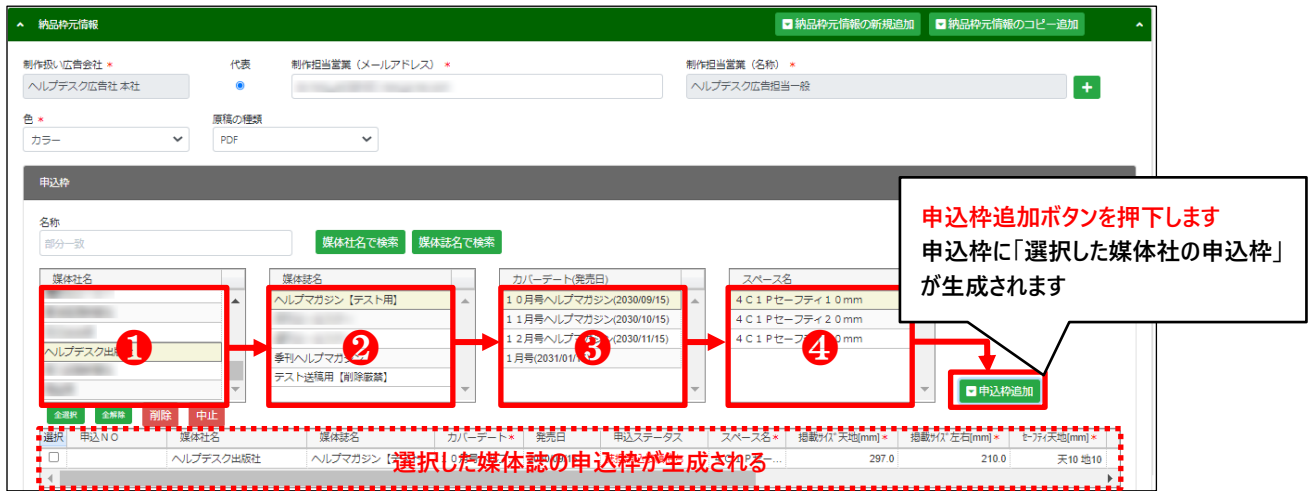 納品枠元情報
納品枠元情報の新規追加
納品枠元情報のコピー追加
制作扱い広告会社 *
代表
制作担当営業（メールアドレス） *
制作担当営業（名称） *
ヘルプデスク広告社 本社
ヘルプデスク広告担当一般
+
色 *
原稿の種類
カラー
PDF
申込枠
申込枠追加ボタンを押下します
申込枠に「選択した媒体社の申込枠」
が生成されます
名称
部分一致
媒体社名で検索
媒体誌名で検索
媒体社名
媒体誌名
カバーデート(発売日)
スペース名
ヘルプマガジン【テスト用】
１０月号ヘルプマガジン(2030/09/15)
４Ｃ１Ｐセーフティ１０mm
１１月号ヘルプマガジン(2030/10/15)
４Ｃ１Ｐセーフティ２０mm
１２月号ヘルプマガジン(2030/11/15)
４Ｃ１Ｐセーフ
0mm
ヘルプデスク出
季刊ヘルプマガ
１月号(2031/01/
テスト送稿用【削除厳禁】
❶
❷
❸
❹
申込枠追加
全選択
全解除
削除
中止
選択
申込ＮＯ
媒体社名
媒体誌名
カバーデート*
発売日
申込ステータス
スペース名*
掲載ｻｲｽﾞ天地[mm] *
掲載ｻｲｽﾞ左右[mm] *
ｾｰﾌﾃｨ天地[mm] *
ヘルプデスク出版社
ヘルプマガジン
297.0
210.0
天10 地10
選択した媒体誌の申込枠が生成される